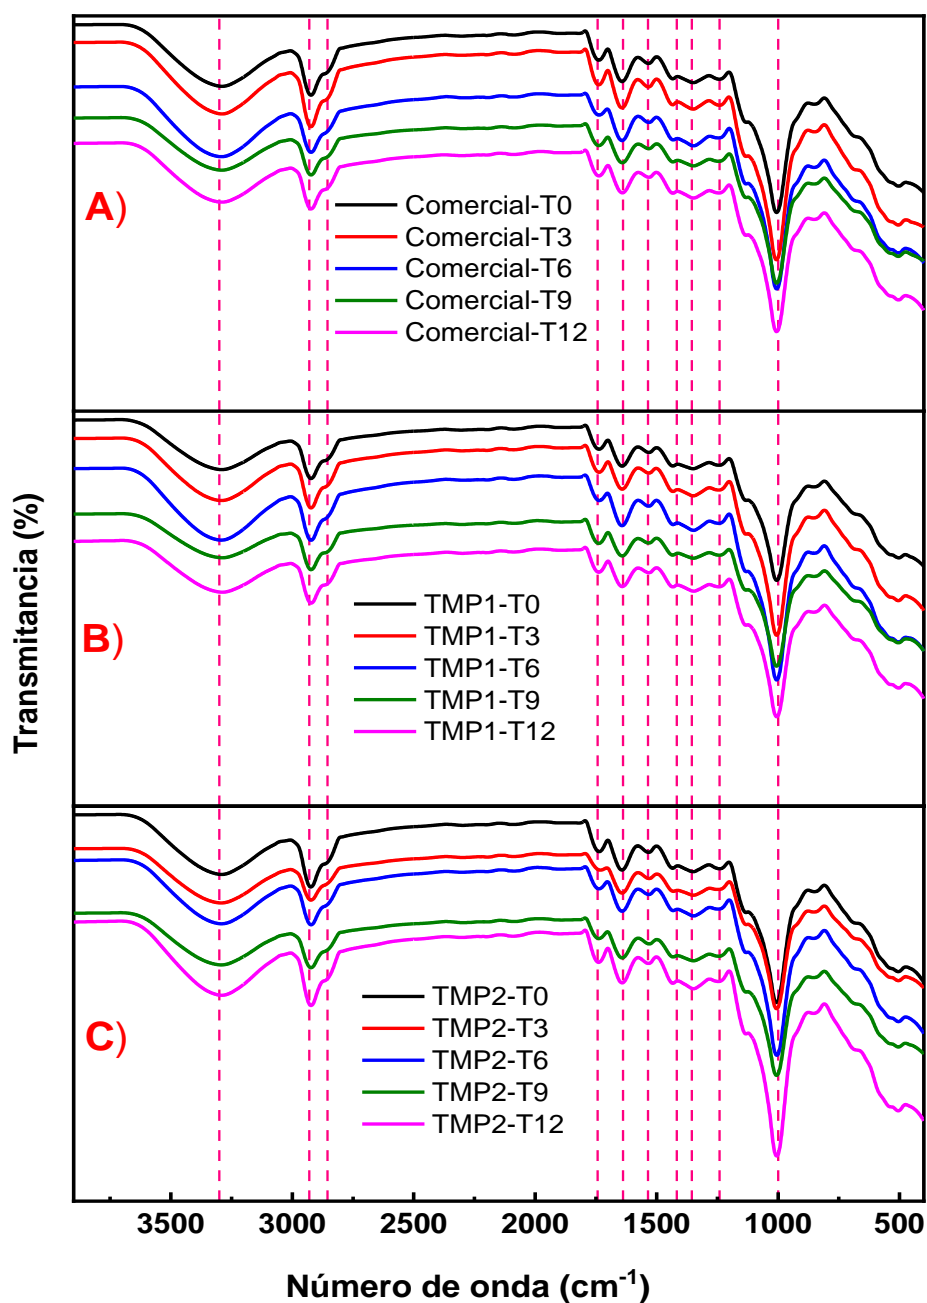 Transmitancia (%)
A)
Comercial-T0
Comercial-T3
Comercial-T6
Comercial-T9
Comercial-T12
B)
TMP1-T0
TMP1-T3
TMP1-T6
TMP1-T9
TMP1-T12
C)
TMP2-T0
TMP2-T3
TMP2-T6
TMP2-T9
TMP2-T12
3500 3000 2500 2000 1500 1000 500
Número de onda (cm⁻¹)